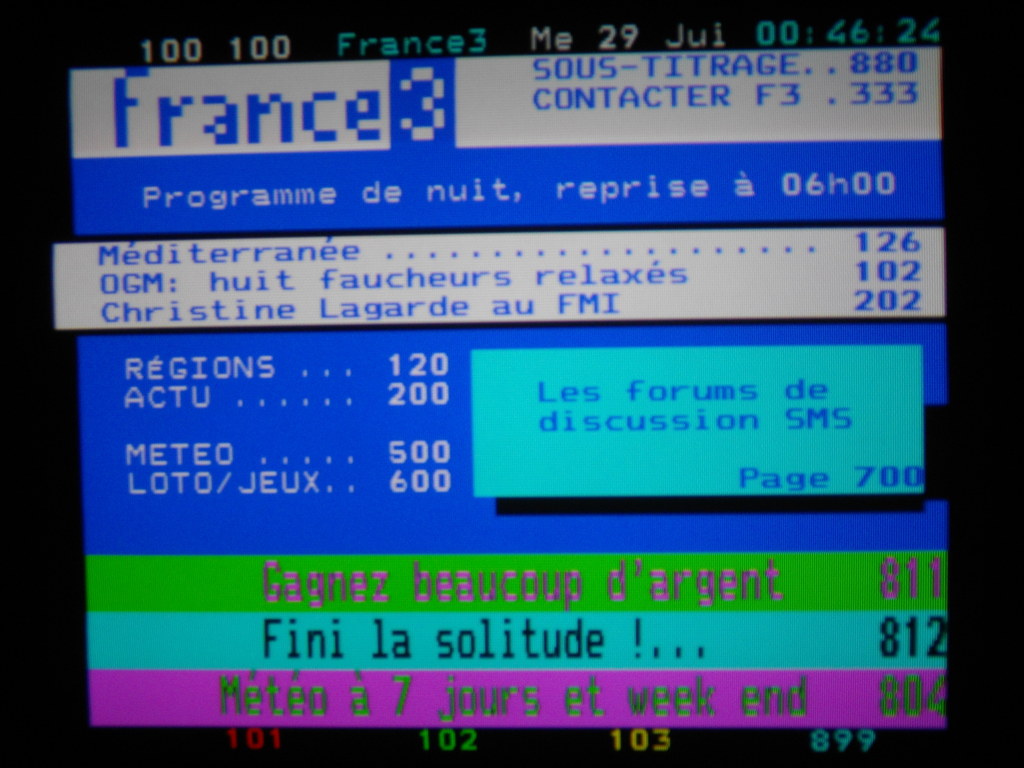 100 100 France3 Me 29 Jui 00:46:24
SOUS-TITRAGE..880
france3
CONTACTER F3 .333
Programme de nuit, reprise à 06h00
Méditerranée .................... 126
OGM: huit faucheurs relaxés 102
Christine Lagarde au FMI 202
RÉGIONS ... 120
ACTU ...... 200
METEO ..... 500
LOTO/JEUX.. 600
Les forums de
discussion SMS
Page 700
Gagnez beaucoup d'argent 811
Fini la solitude !... 812
Météo à 7 jours et week end 804
101 102 103 899